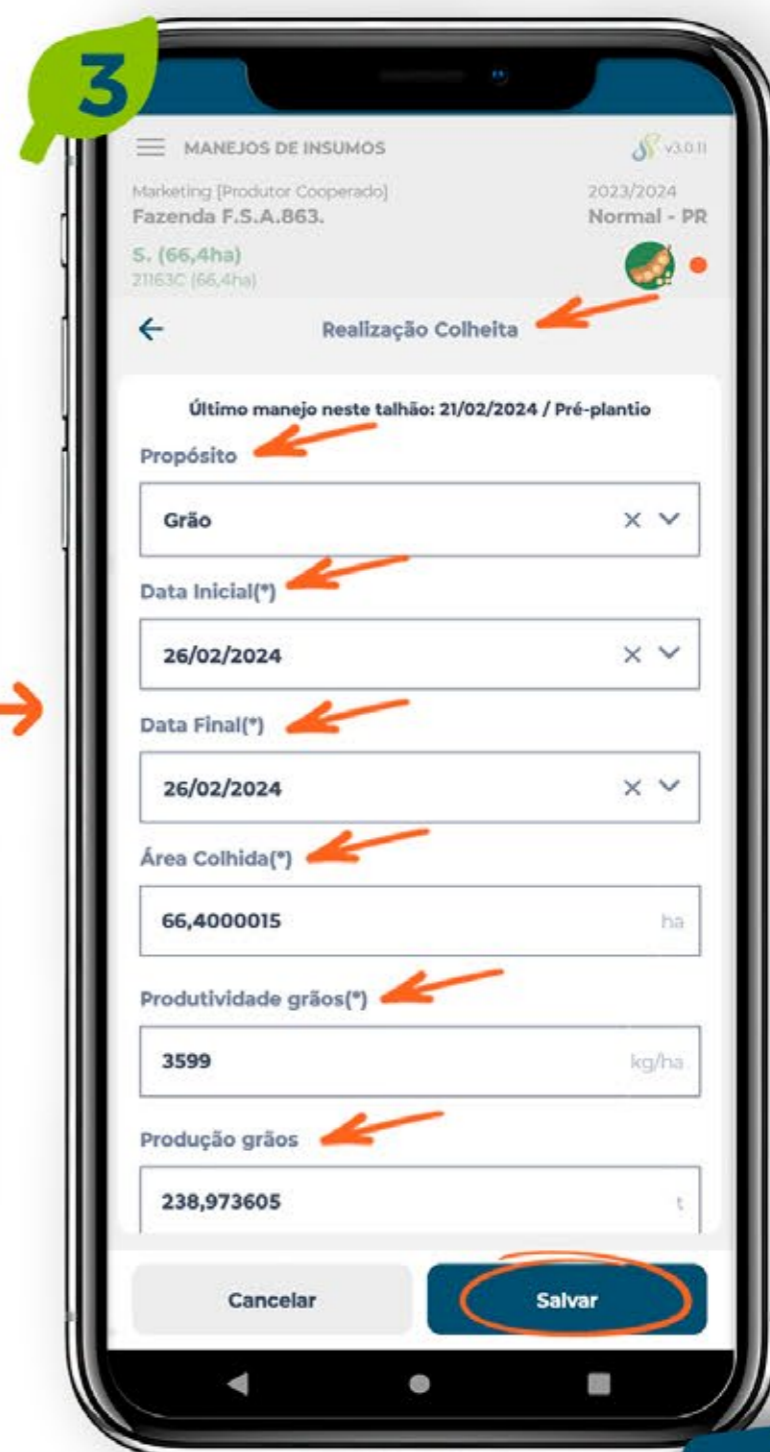 3
MANEJOS DE INSUMOS
v3.0.11
Marketing [Produtor Cooperado]
2023/2024
Fazenda F.S.A.863.
Normal - PR
S. (66,4ha)
21163C (66,4ha)
Realização Colheita
Último manejo neste talhão: 21/02/2024 / Pré-plantio
Propósito
Grão
Data Inicial(*)
26/02/2024
Data Final(*)
26/02/2024
Área Colhida(*)
66,4000015
ha
Produtividade grãos(*)
3599
kg/ha
Produção grãos
238,973605
t
Cancelar
Salvar